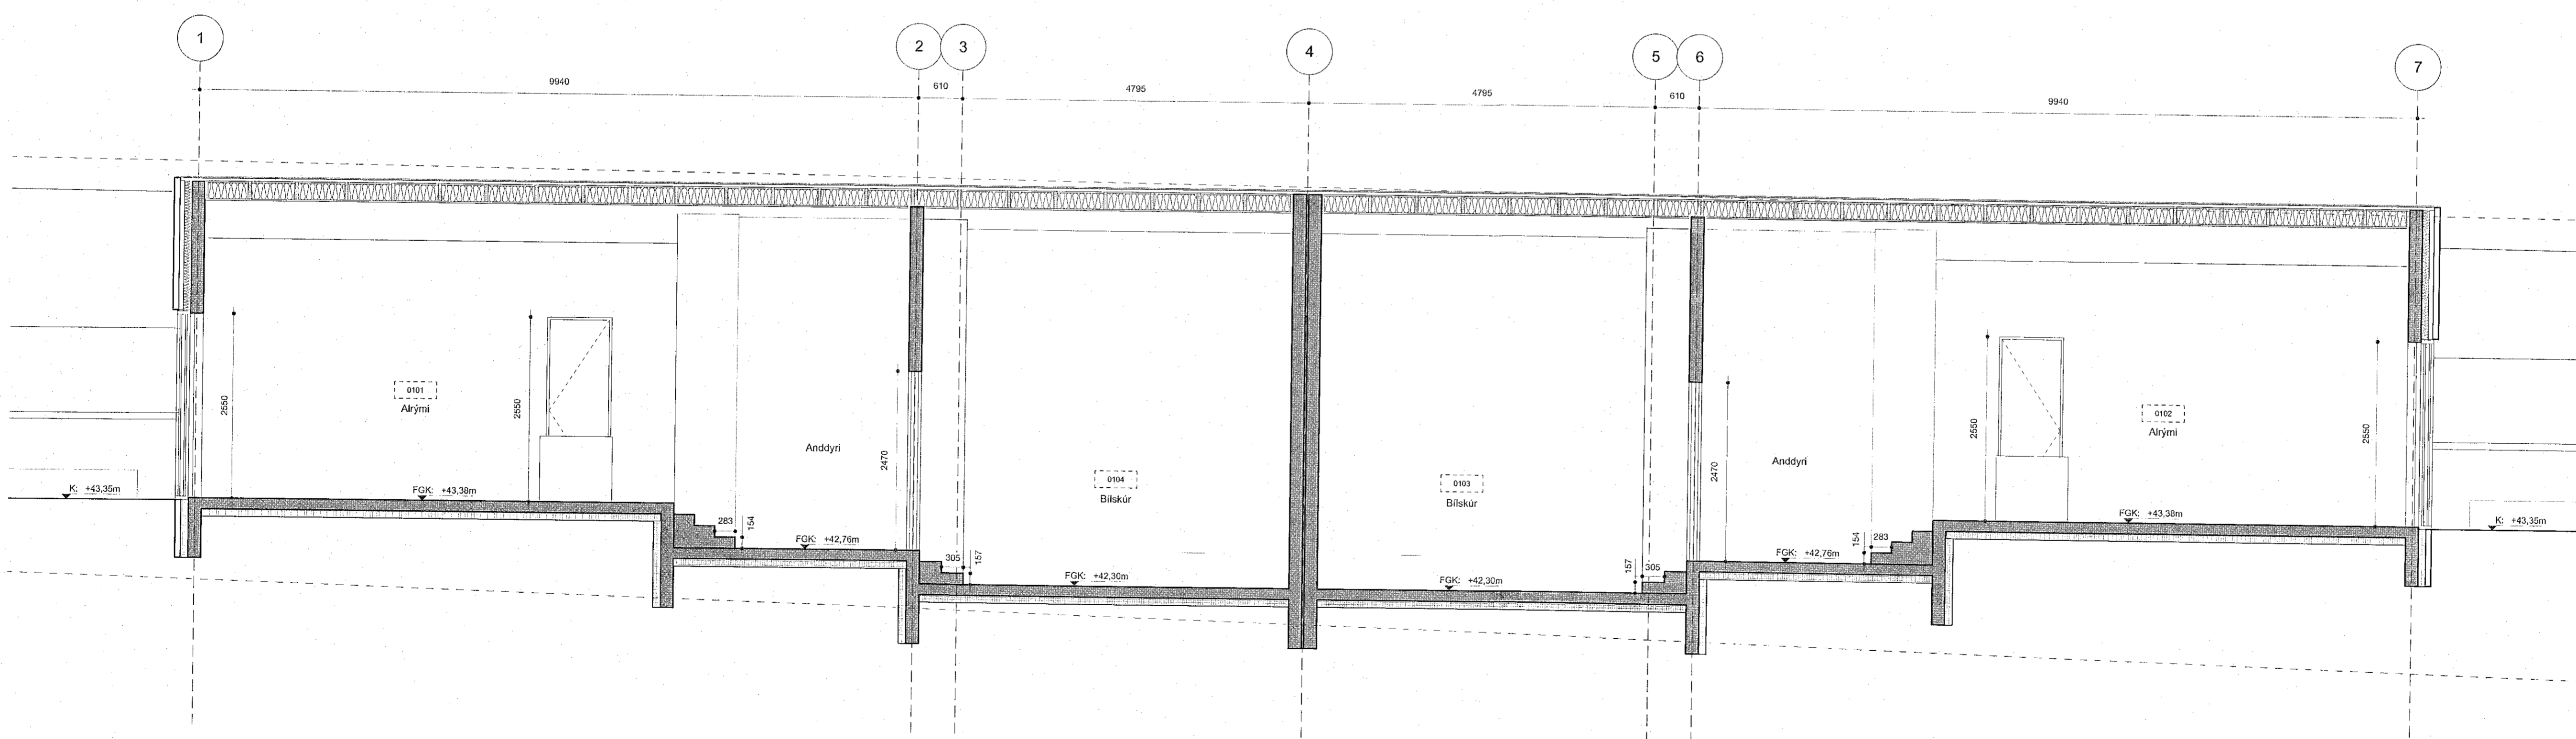 1
2
3
4
5
6
7
9940
610
4795
4795
610
9940
2550
2550
0101
Alrými
Anddyri
2470
0104
Bílskúr
0103
Bílskúr
2470
Anddyri
2550
0102
Alrými
2550
K: +43,35m
FGK: +43,38m
283
154
FGK: +42,76m
305
157
FGK: +42,30m
FGK: +42,30m
157
305
FGK: +42,76m
154
283
FGK: +43,38m
K: +43,35m